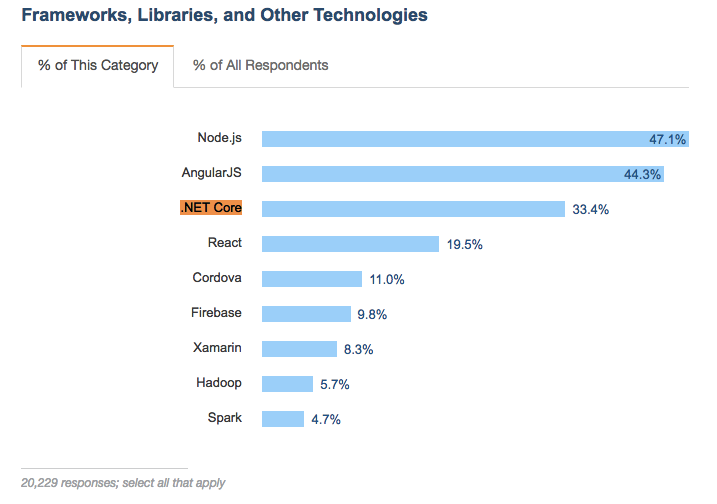 Frameworks, Libraries, and Other Technologies
% of This Category % of All Respondents
Node.js 47.1%
AngularJS 44.3%
.NET Core 33.4%
React 19.5%
Cordova 11.0%
Firebase 9.8%
Xamarin 8.3%
Hadoop 5.7%
Spark 4.7%
20,229 responses; select all that apply